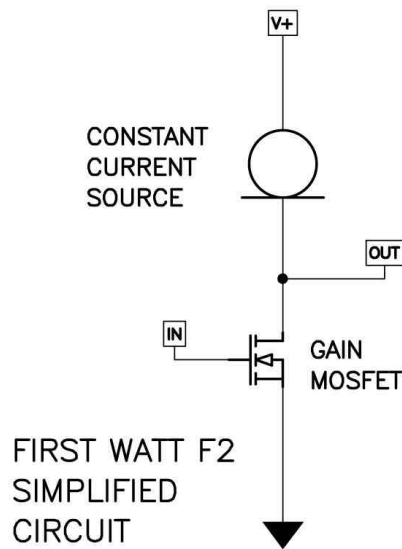 V+
CONSTANT
CURRENT
SOURCE
OUT
IN
GAIN
MOSFET
FIRST WATT F2
SIMPLIFIED
CIRCUIT